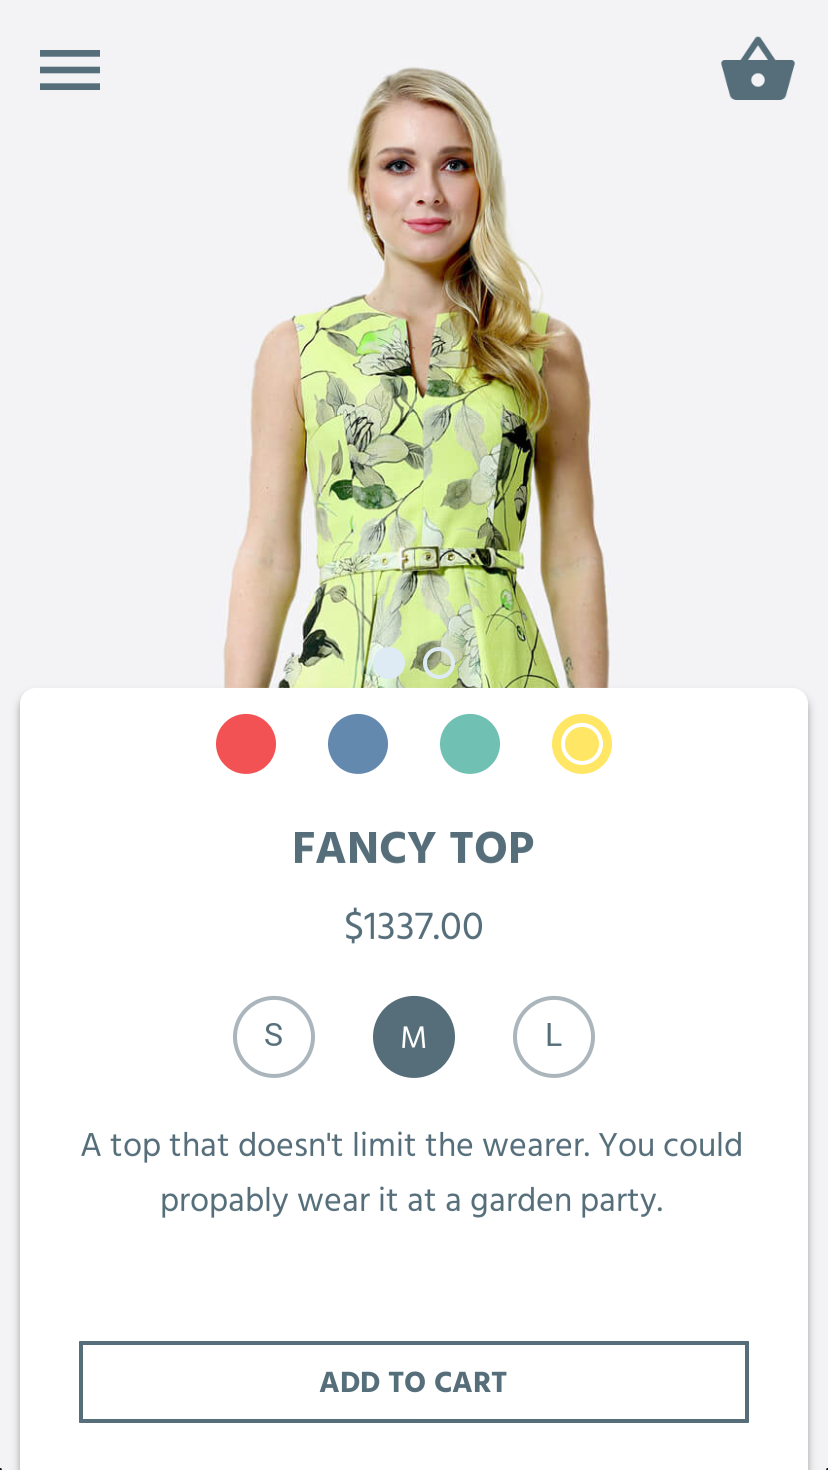 FANCY TOP
$1337.00
S M L
A top that doesn't limit the wearer. You could
propably wear it at a garden party.
ADD TO CART